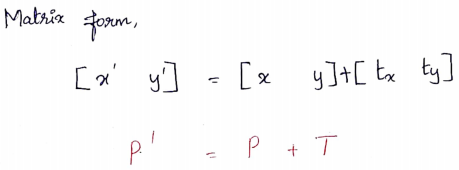 Matrix form,
[x' y'] = [x y]+[tx ty]
P' = P + T